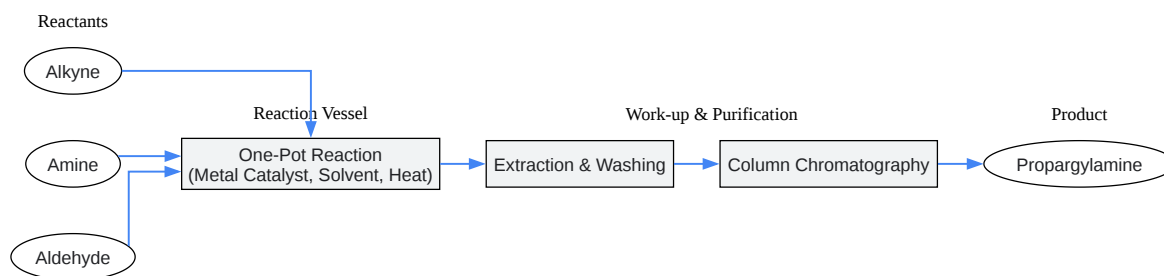 Reactants
Alkyne
Reaction Vessel
Work-up & Purification
Product
Amine
One-Pot Reaction
(Metal Catalyst, Solvent, Heat)
Extraction & Washing
Column Chromatography
Propargylamine
Aldehyde